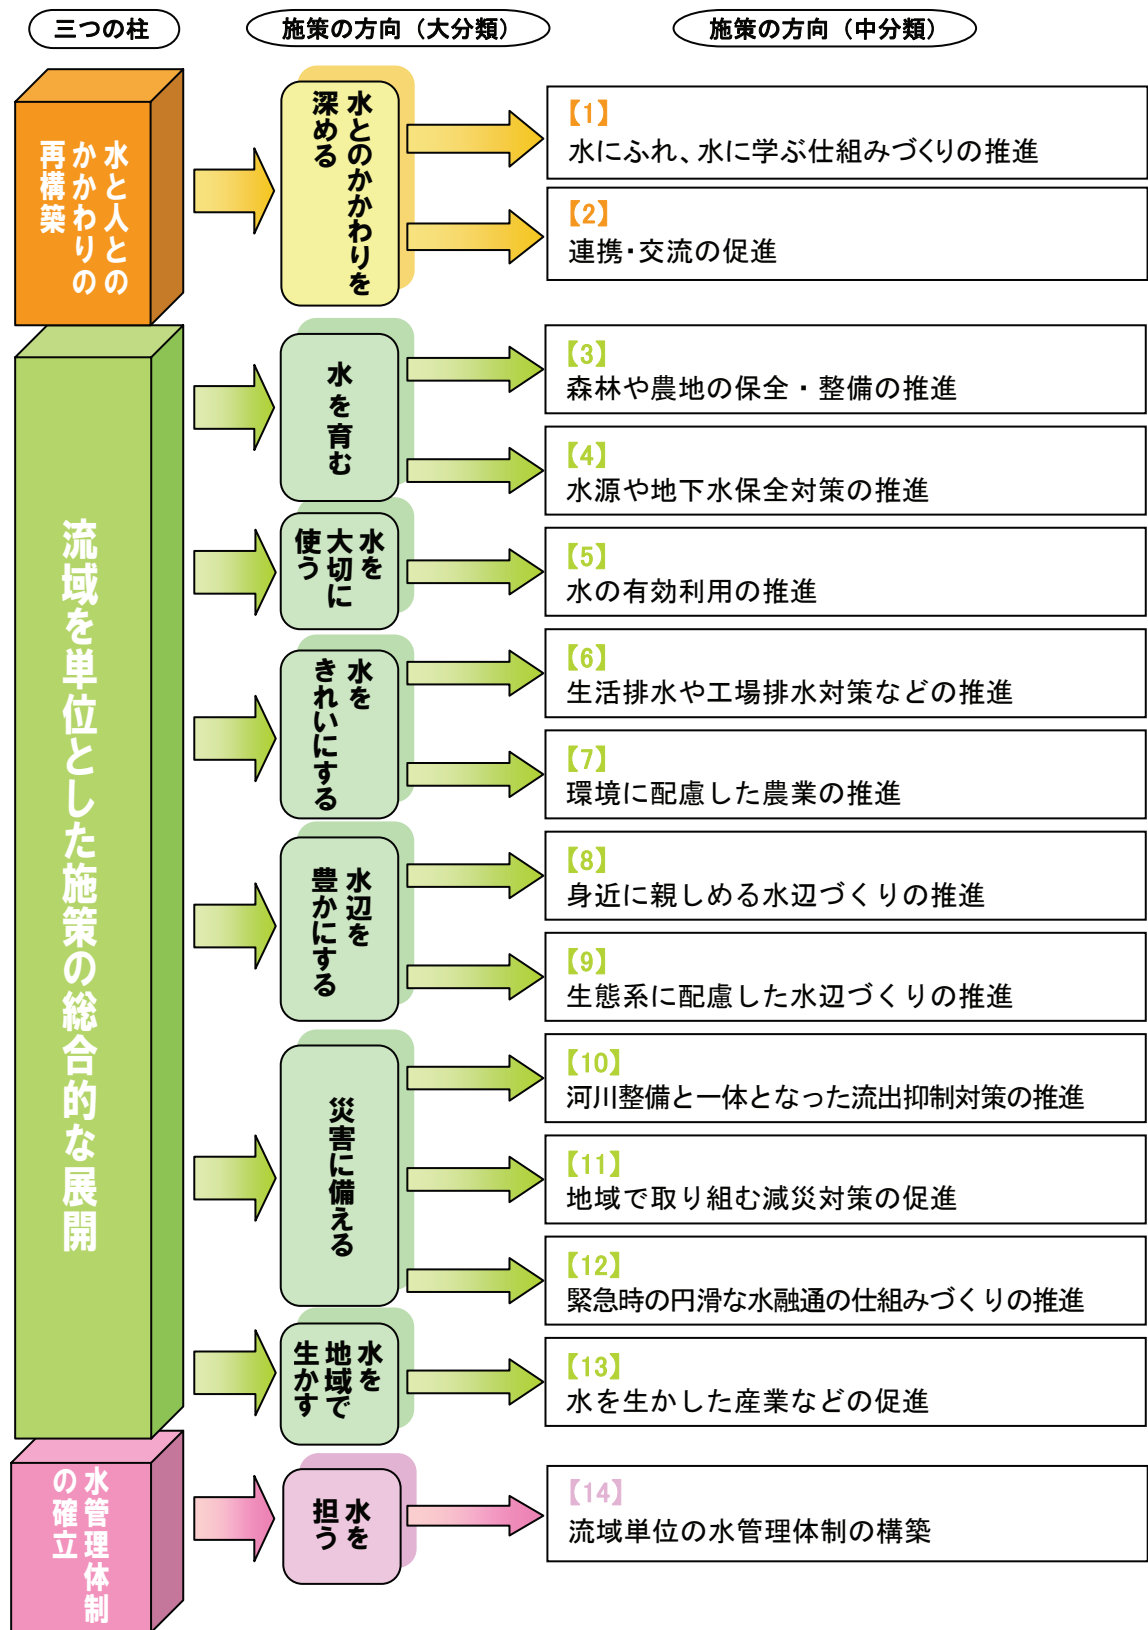 三つの柱
施策の方向（大分類）
施策の方向（中分類）
水と人との
かかわりの
再構築
水とのかかわりを
深める
【1】
水にふれ、水に学ぶ仕組みづくりの推進
【2】
連携・交流の促進
流域を単位とした施策の総合的な展開
水を育む
【3】
森林や農地の保全・整備の推進
【4】
水源や地下水保全対策の推進
水を
大切に
使う
【5】
水の有効利用の推進
水を
きれいにする
【6】
生活排水や工場排水対策などの推進
【7】
環境に配慮した農業の推進
水辺を
豊かにする
【8】
身近に親しめる水辺づくりの推進
【9】
生態系に配慮した水辺づくりの推進
災害に備える
【10】
河川整備と一体となった流出抑制対策の推進
【11】
地域で取り組む減災対策の促進
【12】
緊急時の円滑な水融通の仕組みづくりの推進
水を
地域で
生かす
【13】
水を生かした産業などの促進
水管理体制
の確立
水を
担う
【14】
流域単位の水管理体制の構築